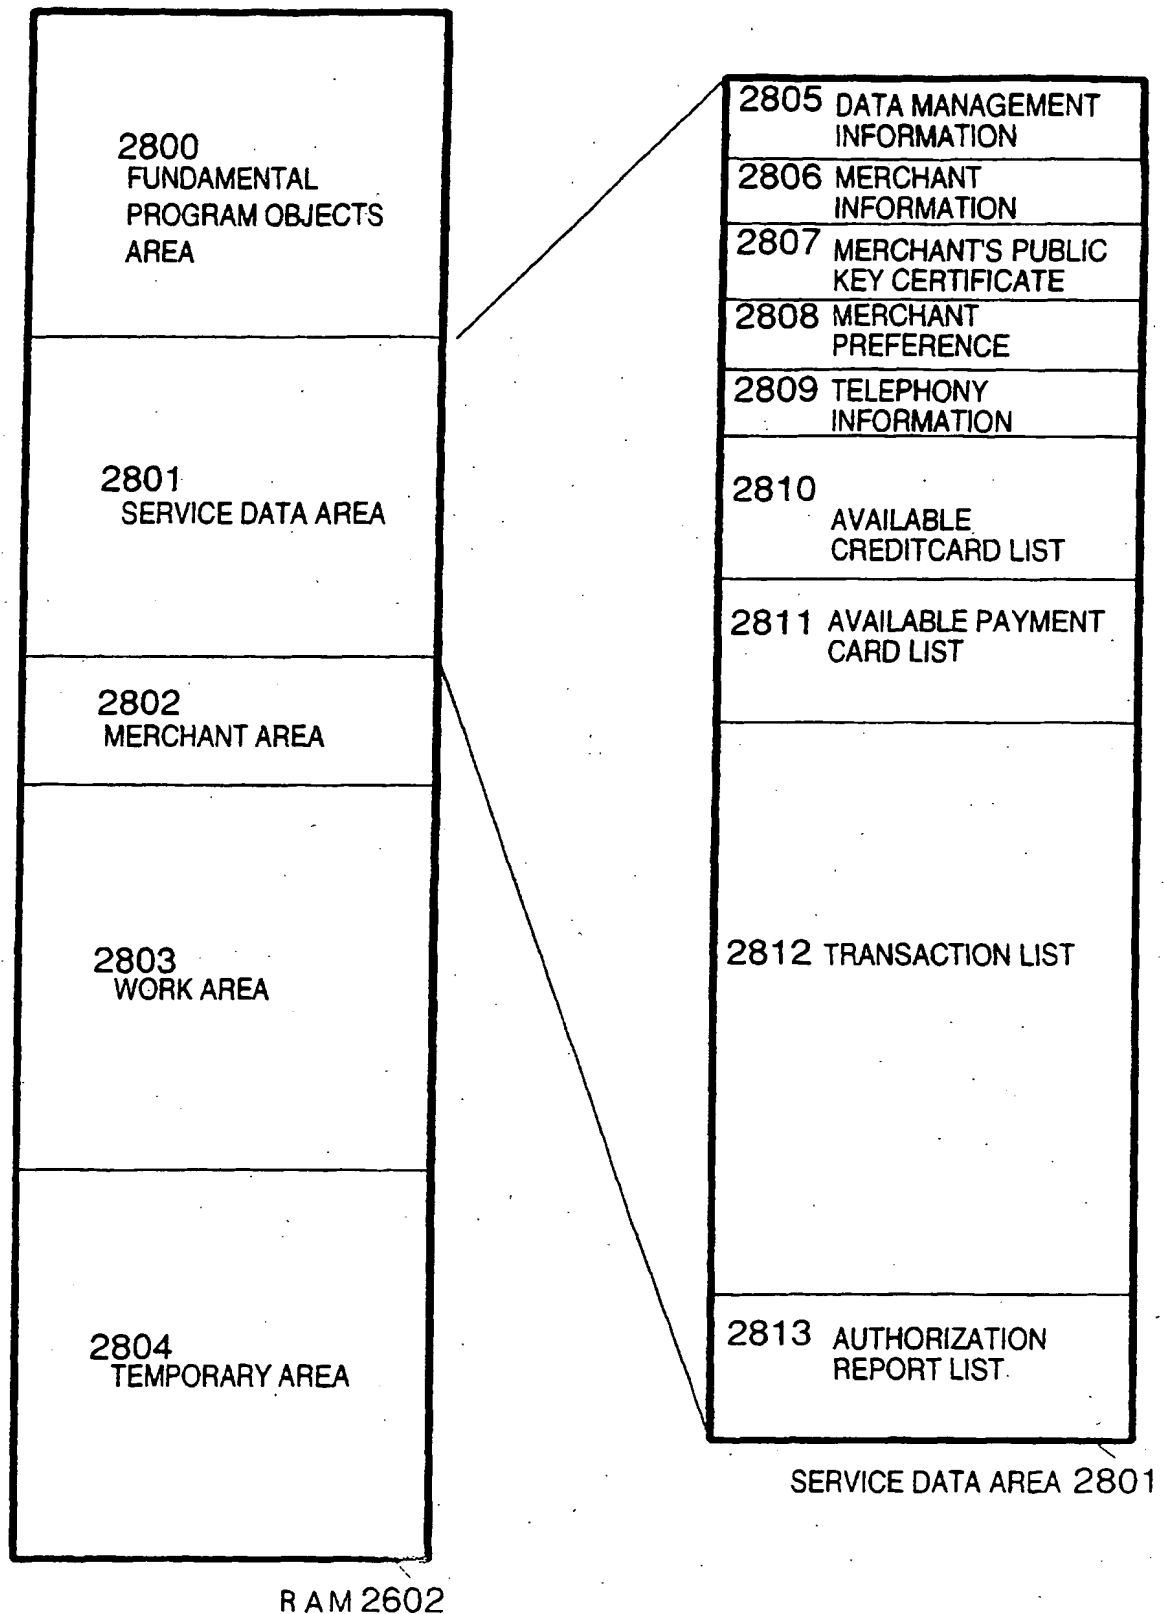 2800
FUNDAMENTAL
PROGRAM OBJECTS
AREA
2801
SERVICE DATA AREA
2802
MERCHANT AREA
2803
WORK AREA
2804
TEMPORARY AREA
RAM 2602
2805 DATA MANAGEMENT
INFORMATION
2806 MERCHANT
INFORMATION
2807 MERCHANT'S PUBLIC
KEY CERTIFICATE
2808 MERCHANT
PREFERENCE
2809 TELEPHONY
INFORMATION
2810
AVAILABLE
CREDITCARD LIST
2811 AVAILABLE PAYMENT
CARD LIST
2812 TRANSACTION LIST
2813 AUTHORIZATION
REPORT LIST
SERVICE DATA AREA 2801